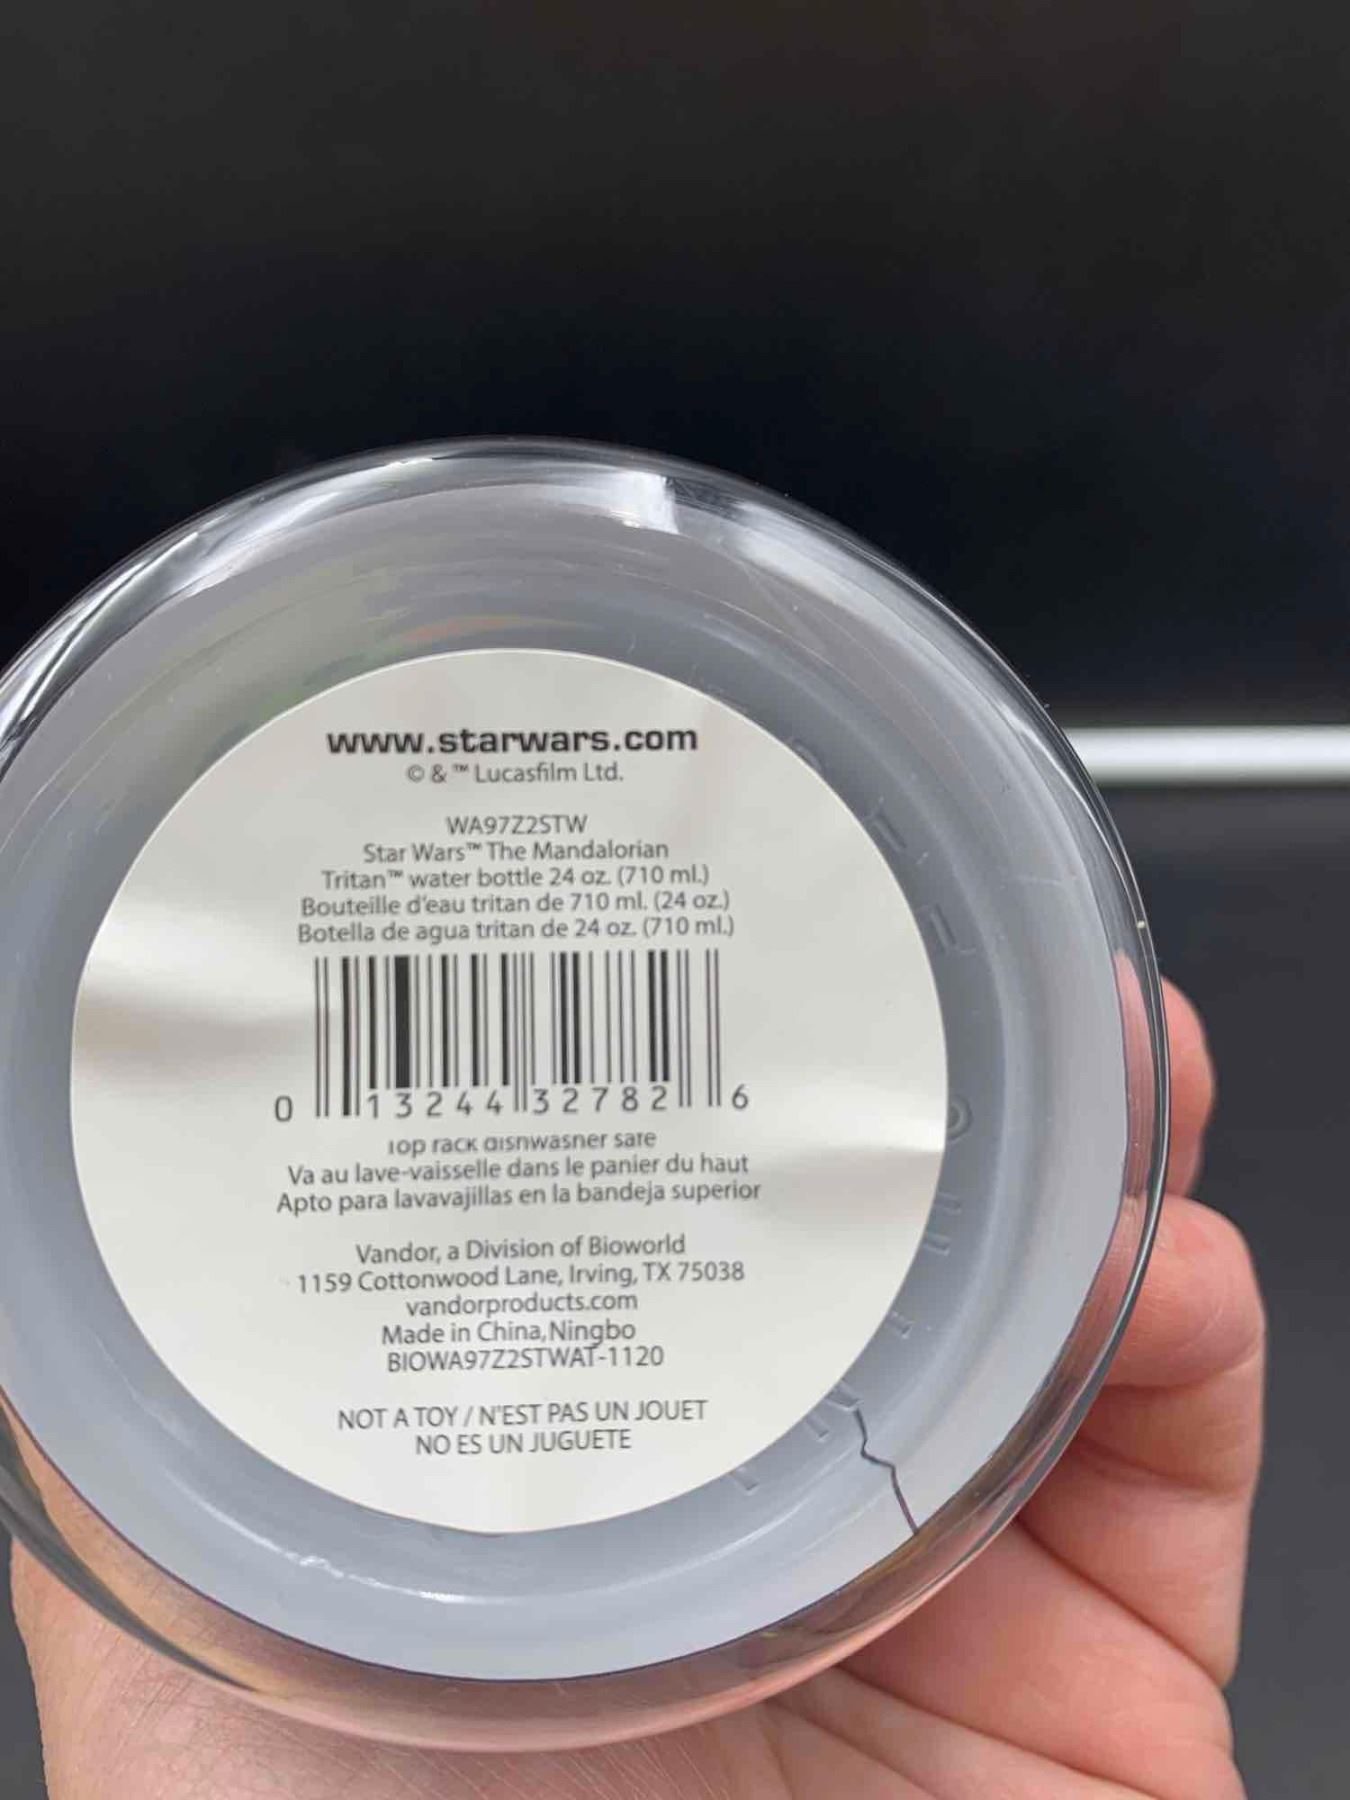 www.starwars.com
© & ™ Lucasfilm Ltd.
WA97Z2STW
Star Wars™ The Mandalorian
Tritan™ water bottle 24 oz. (710 ml.)
Bouteille d'eau tritan de 710 ml. (24 oz.)
Botella de agua tritan de 24 oz. (710 ml.)
0 13244 32782 6
Top rack dishwasher safe
Va au lave-vaisselle dans le panier du haut
Apto para lavavajillas en la bandeja superior
Vandor, a Division of Bioworld
1159 Cottonwood Lane, Irving, TX 75038
vandorproducts.com
Made in China,Ningbo
BIOWA97Z2STWAT-1120
NOT A TOY / N'EST PAS UN JOUET
NO ES UN JUGUETE